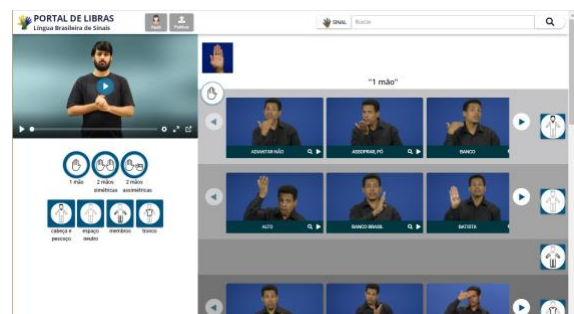 PORTAL DE LIBRAS
Língua Brasileira de Sinais
SINAL
Buscar
"1 mão"
ADIANTAR NÃO
ASSOPRAR, PÓ
BANCO
1 mão
2 mãos
simétricas
2 mãos
assimétricas
cabeça e
pescoço
espaço
neutro
membros
tronco
ALTO
BANCO BRASIL
BATISTA